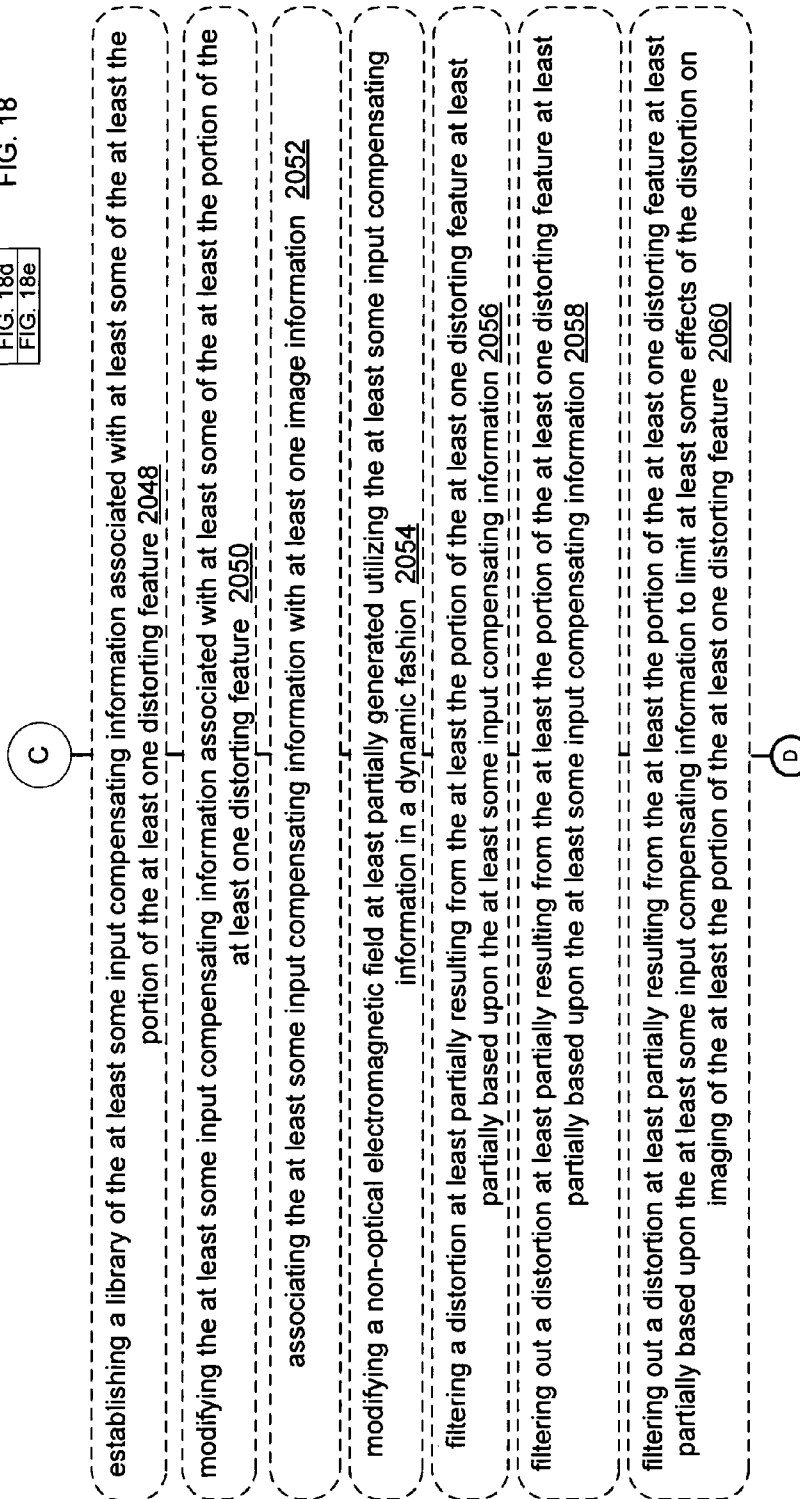 FIG. 18d
FIG. 18e
FIG. 18
C
establishing a library of the at least some input compensating information associated with at least some of the at least the
portion of the at least one distorting feature 2048
modifying the at least some input compensating information associated with at least some of the at least the portion of the
at least one distorting feature 2050
associating the at least some input compensating information with at least one image information 2052
modifying a non-optical electromagnetic field at least partially generated utilizing the at least some input compensating
information in a dynamic fashion 2054
filtering a distortion at least partially resulting from the at least the portion of the at least one distorting feature at least
partially based upon the at least some input compensating information 2056
filtering out a distortion at least partially resulting from the at least the portion of the at least one distorting feature at least
partially based upon the at least some input compensating information 2058
filtering out a distortion at least partially resulting from the at least the portion of the at least one distorting feature at least
partially based upon the at least some input compensating information to limit at least some effects of the distortion on
imaging of the at least the portion of the at least one distorting feature 2060
D